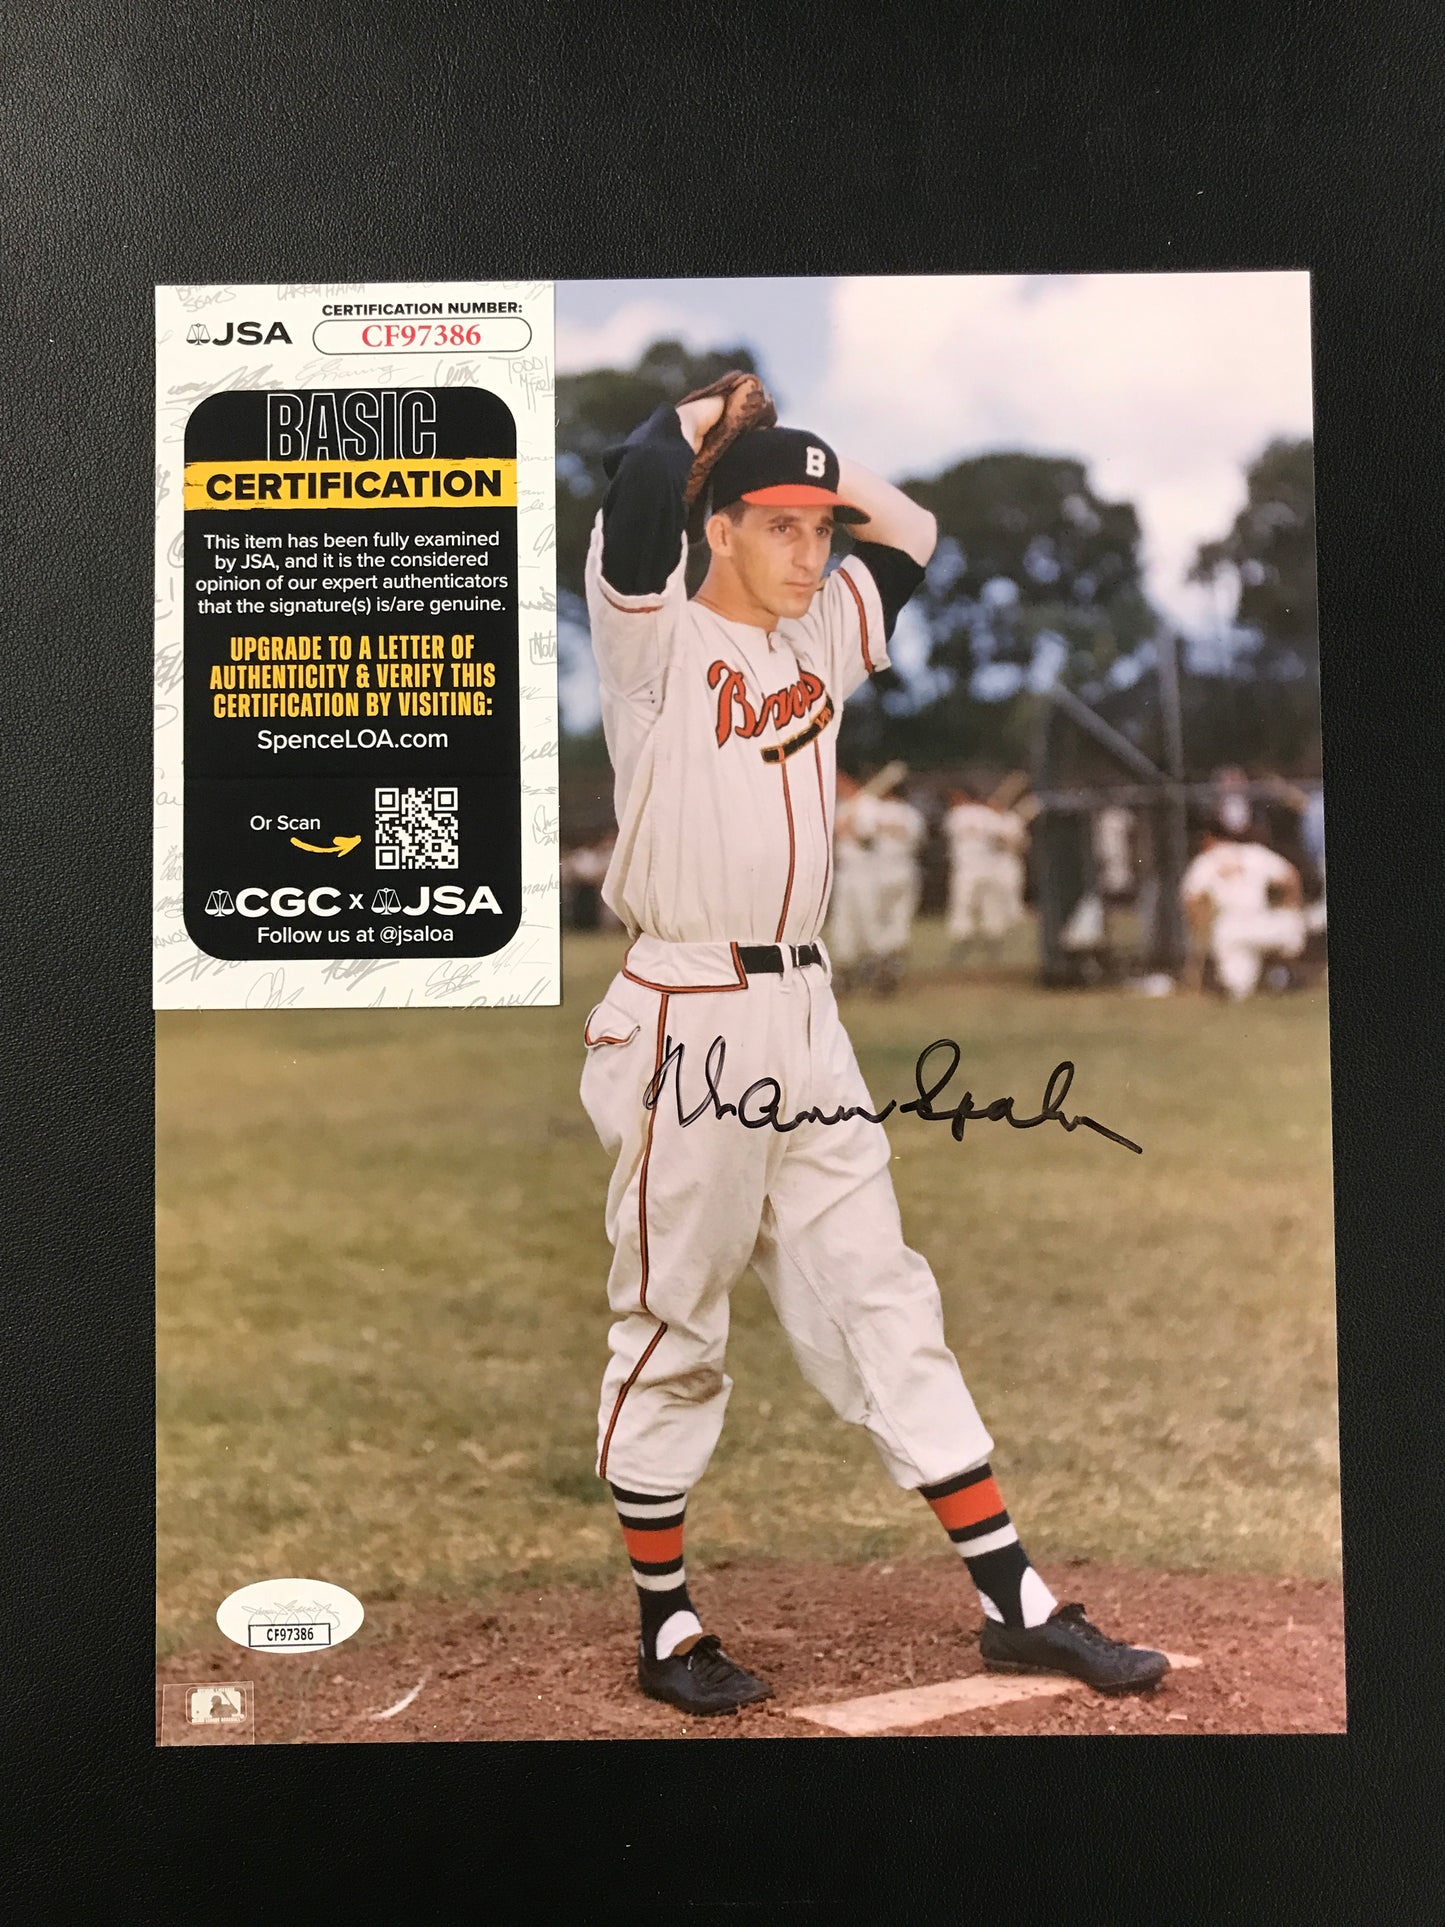 JSA
CERTIFICATION NUMBER:
CF97386
BASIC
CERTIFICATION
This item has been fully examined
by JSA, and it is the considered
opinion of our expert authenticators
that the signature(s) is/are genuine.
UPGRADE TO A LETTER OF
AUTHENTICITY & VERIFY THIS
CERTIFICATION BY VISITING:
SpenceLOA.com
Or Scan
CGC x JSA
Follow us at @jsaloa
B
Braves
Warren Spahn
CF97386